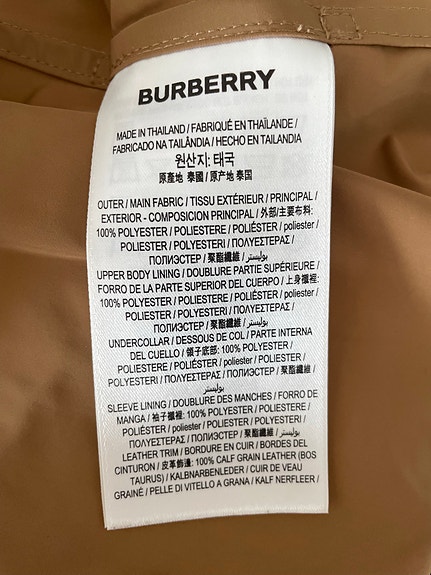 BURBERRY
MADE IN THAILAND / FABRIQUÉ EN THAÏLANDE /
FABRICADO NA TAILÂNDIA / HECHO EN TAILANDIA
원산지: 태국
原產地 泰國 / 原产地 泰国
OUTER / MAIN FABRIC / TISSU EXTÉRIEUR / PRINCIPAL /
EXTERIOR - COMPOSICION PRINCIPAL / 外部/主要布料:
100% POLYESTER / POLIESTERE / POLIÉSTER / poliester /
POLIESTER / POLYESTERI / ΠΟΛΥΕΣΤΕΡΑΣ /
ПОЛИЭСТЕР / 聚酯纖維 / بوليستر
UPPER BODY LINING / DOUBLURE PARTIE SUPÉRIEURE /
FORRO DE LA PARTE SUPERIOR DEL CUERPO / 上身襯裡:
100% POLYESTER / POLIESTERE / POLIÉSTER / poliester /
POLIESTER / POLYESTERI / ΠΟΛΥΕΣΤΕΡΑΣ /
ПОЛИЭСТЕР / 聚酯纖維 / بوليستر
UNDERCOLLAR / DESSOUS DE COL / PARTE INTERNA
DEL CUELLO / 領子底部: 100% POLYESTER /
POLIESTERE / POLIÉSTER / poliester / POLIESTER /
POLYESTERI / ΠΟΛΥΕΣΤΕΡΑΣ / ПОЛИЭСТЕР / 聚酯纖維 /
بوليستر
SLEEVE LINING / DOUBLURE DES MANCHES / FORRO DE
MANGA / 袖子襯裡: 100% POLYESTER / POLIESTERE /
POLIÉSTER / poliester / POLIESTER / POLYESTERI /
ΠΟΛΥΕΣΤΕΡΑΣ / ПОЛИЭСТЕР / 聚酯纖維 / بوليستر
LEATHER TRIM / BORDURE EN CUIR / BORDES DEL
CINTURON / 皮革飾邊: 100% CALF GRAIN LEATHER (BOS
TAURUS) / KALBNARBENLEDER / CUIR DE VEAU
GRAINÉ / PELLE DI VITELLO A GRANA / KALF NERFLEER /